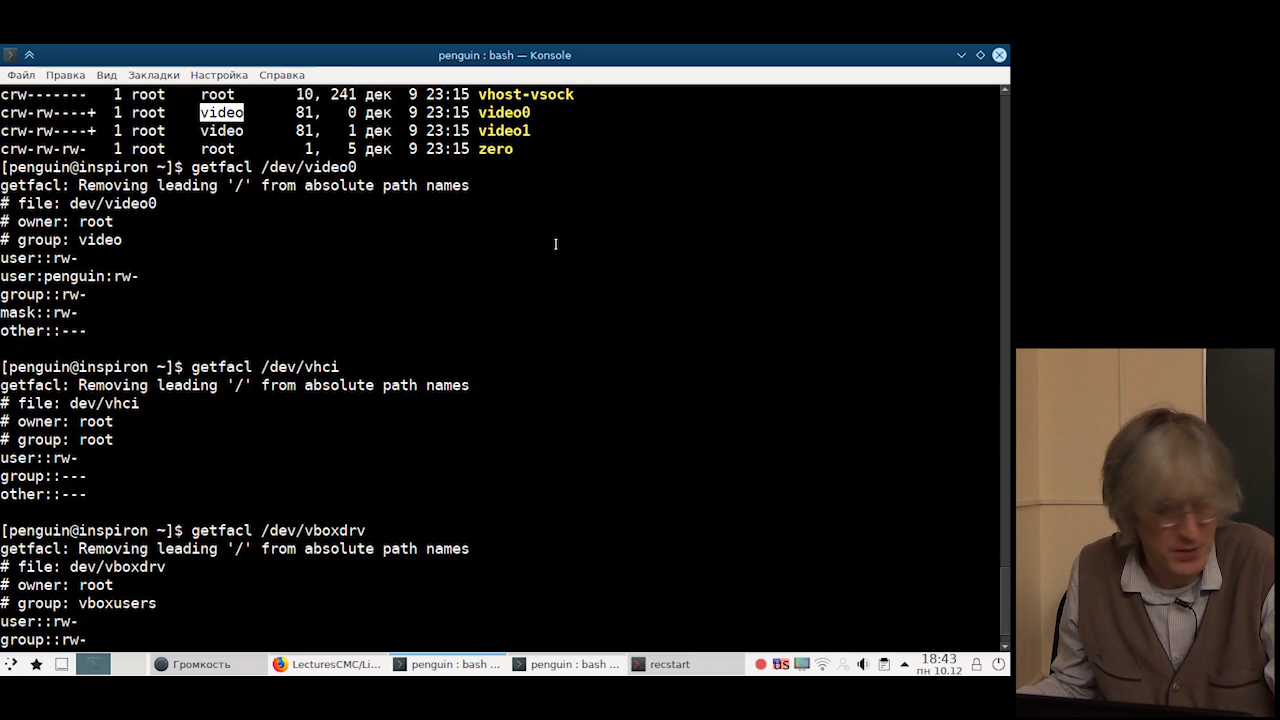 penguin : bash — Konsole
Файл Правка Вид Закладки Настройка Справка
crw------- 1 root root 10, 241 дек 9 23:15 vhost-vsock
crw-rw----+ 1 root video 81, 0 дек 9 23:15 video0
crw-rw----+ 1 root video 81, 1 дек 9 23:15 video1
crw-rw-rw- 1 root root 1, 5 дек 9 23:15 zero
[penguin@inspiron ~]$ getfacl /dev/video0
getfacl: Removing leading '/' from absolute path names
# file: dev/video0
# owner: root
# group: video
user::rw-
user:penguin:rw-
group::rw-
mask::rw-
other::---
[penguin@inspiron ~]$ getfacl /dev/vhci
getfacl: Removing leading '/' from absolute path names
# file: dev/vhci
# owner: root
# group: root
user::rw-
group::---
other::---
[penguin@inspiron ~]$ getfacl /dev/vboxdrv
getfacl: Removing leading '/' from absolute path names
# file: dev/vboxdrv
# owner: root
# group: vboxusers
user::rw-
group::rw-
Громкость LecturesCMC/Li... penguin : bash ... penguin : bash ... recstart US 18:43
пн 10.12